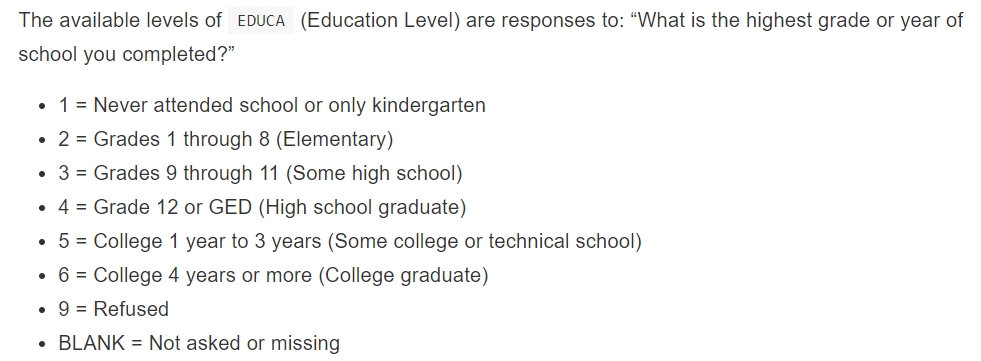 The available levels of EDUCA (Education Level) are responses to: “What is the highest grade or year of
school you completed?”
• 1 = Never attended school or only kindergarten
• 2 = Grades 1 through 8 (Elementary)
• 3 = Grades 9 through 11 (Some high school)
• 4 = Grade 12 or GED (High school graduate)
• 5 = College 1 year to 3 years (Some college or technical school)
• 6 = College 4 years or more (College graduate)
• 9 = Refused
• BLANK = Not asked or missing